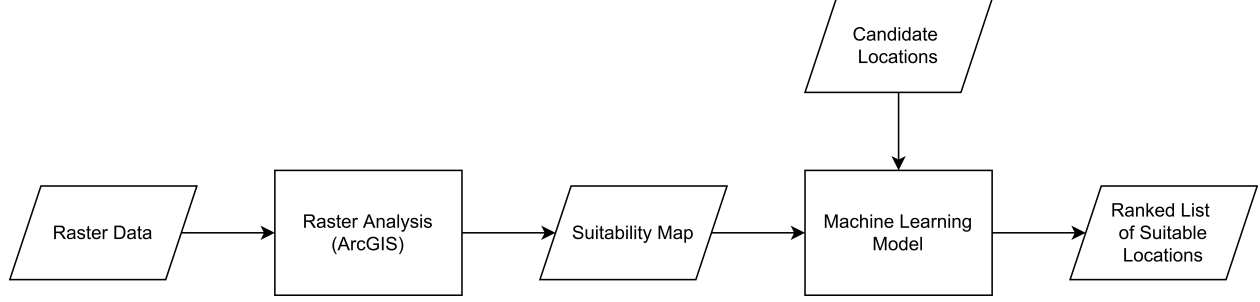 Candidate
Locations
Raster Data
Raster Analysis
(ArcGIS)
Suitability Map
Machine Learning
Model
Ranked List
of Suitable
Locations